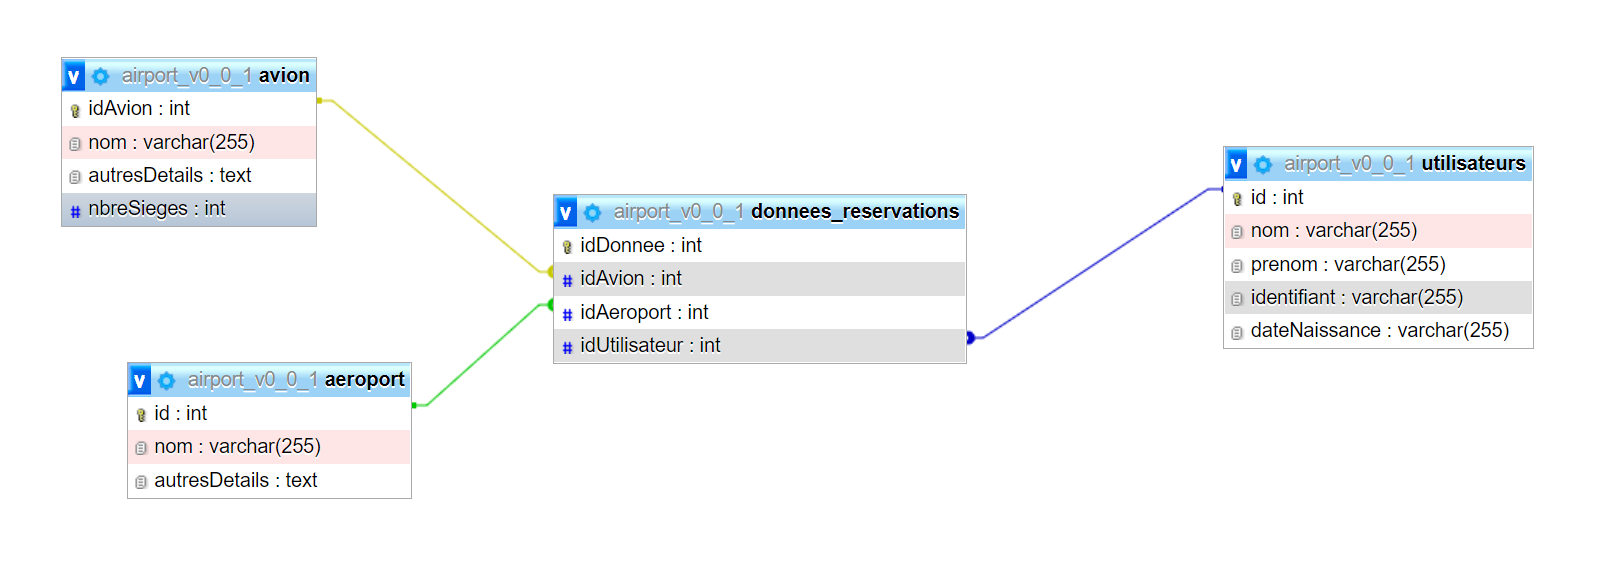 v airport_v0_0_1 avion
idAvion : int
nom : varchar(255)
autresDetails : text
# nbreSieges : int
v airport_v0_0_1 aeroport
id : int
nom : varchar(255)
autresDetails : text
v airport_v0_0_1 donnees_reservations
idDonnee : int
# idAvion : int
# idAeroport : int
# idUtilisateur : int
v airport_v0_0_1 utilisateurs
id : int
nom : varchar(255)
prenom : varchar(255)
identifiant : varchar(255)
dateNaissance : varchar(255)